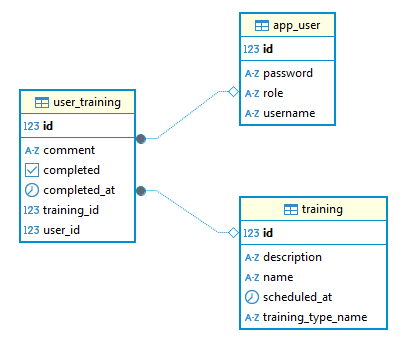 app_user
123 id
A-Z password
A-Z role
A-Z username
user_training
123 id
A-Z comment
completed
completed_at
123 training_id
123 user_id
training
123 id
A-Z description
A-Z name
scheduled_at
A-Z training_type_name